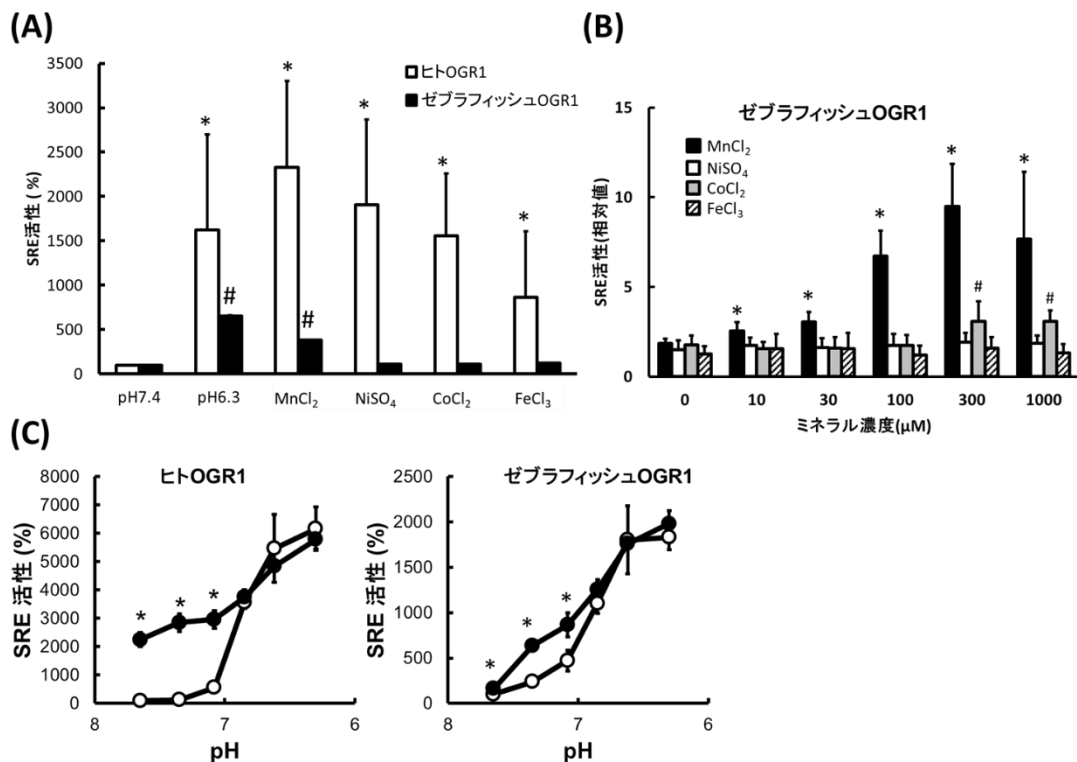 (A)
SRE活性 ( % )
3500
3000
2500
2000
1500
1000
500
0
ヒトOGR1
ゼブラフィッシュOGR1
* * * * *
# #
pH7.4 pH6.3 MnCl2 NiSO4 CoCl2 FeCl3
(B)
ゼブラフィッシュOGR1
SRE活性(相対値)
15
10
5
0
MnCl2
NiSO4
CoCl2
FeCl3
* * * * *
# #
0 10 30 100 300 1000
ミネラル濃度(μM)
(C)
ヒトOGR1
SRE 活性 (%)
8000
7000
6000
5000
4000
3000
2000
1000
0
* * *
8 7 6
pH
ゼブラフィッシュOGR1
SRE 活性 (%)
2500
2000
1500
1000
500
0
* * *
8 7 6
pH